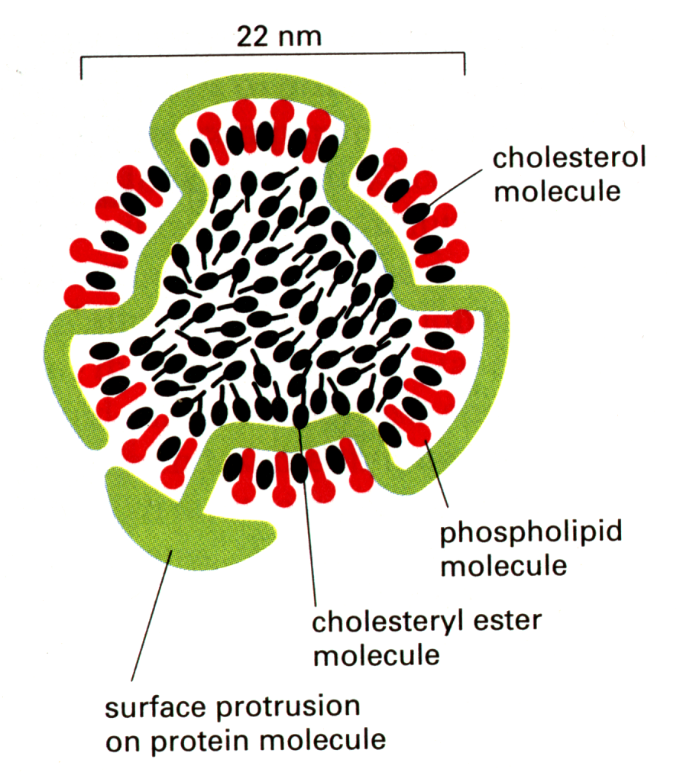 22 nm
cholesterol
molecule
phospholipid
molecule
cholesteryl ester
molecule
surface protrusion
on protein molecule